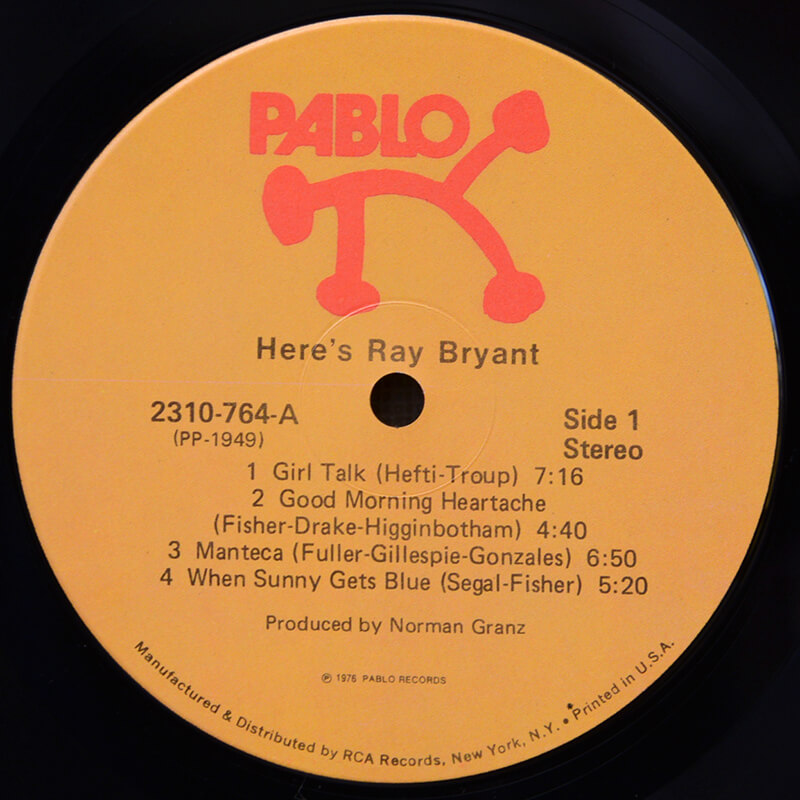 PABLO
Here's Ray Bryant
2310-764-A
(PP-1949)
Side 1
Stereo
1 Girl Talk (Hefti-Troup) 7:16
2 Good Morning Heartache
(Fisher-Drake-Higginbotham) 4:40
3 Manteca (Fuller-Gillespie-Gonzales) 6:50
4 When Sunny Gets Blue (Segal-Fisher) 5:20
Produced by Norman Granz
℗ 1976 PABLO RECORDS
Manufactured & Distributed by RCA Records, New York, N.Y. • Printed in U.S.A.